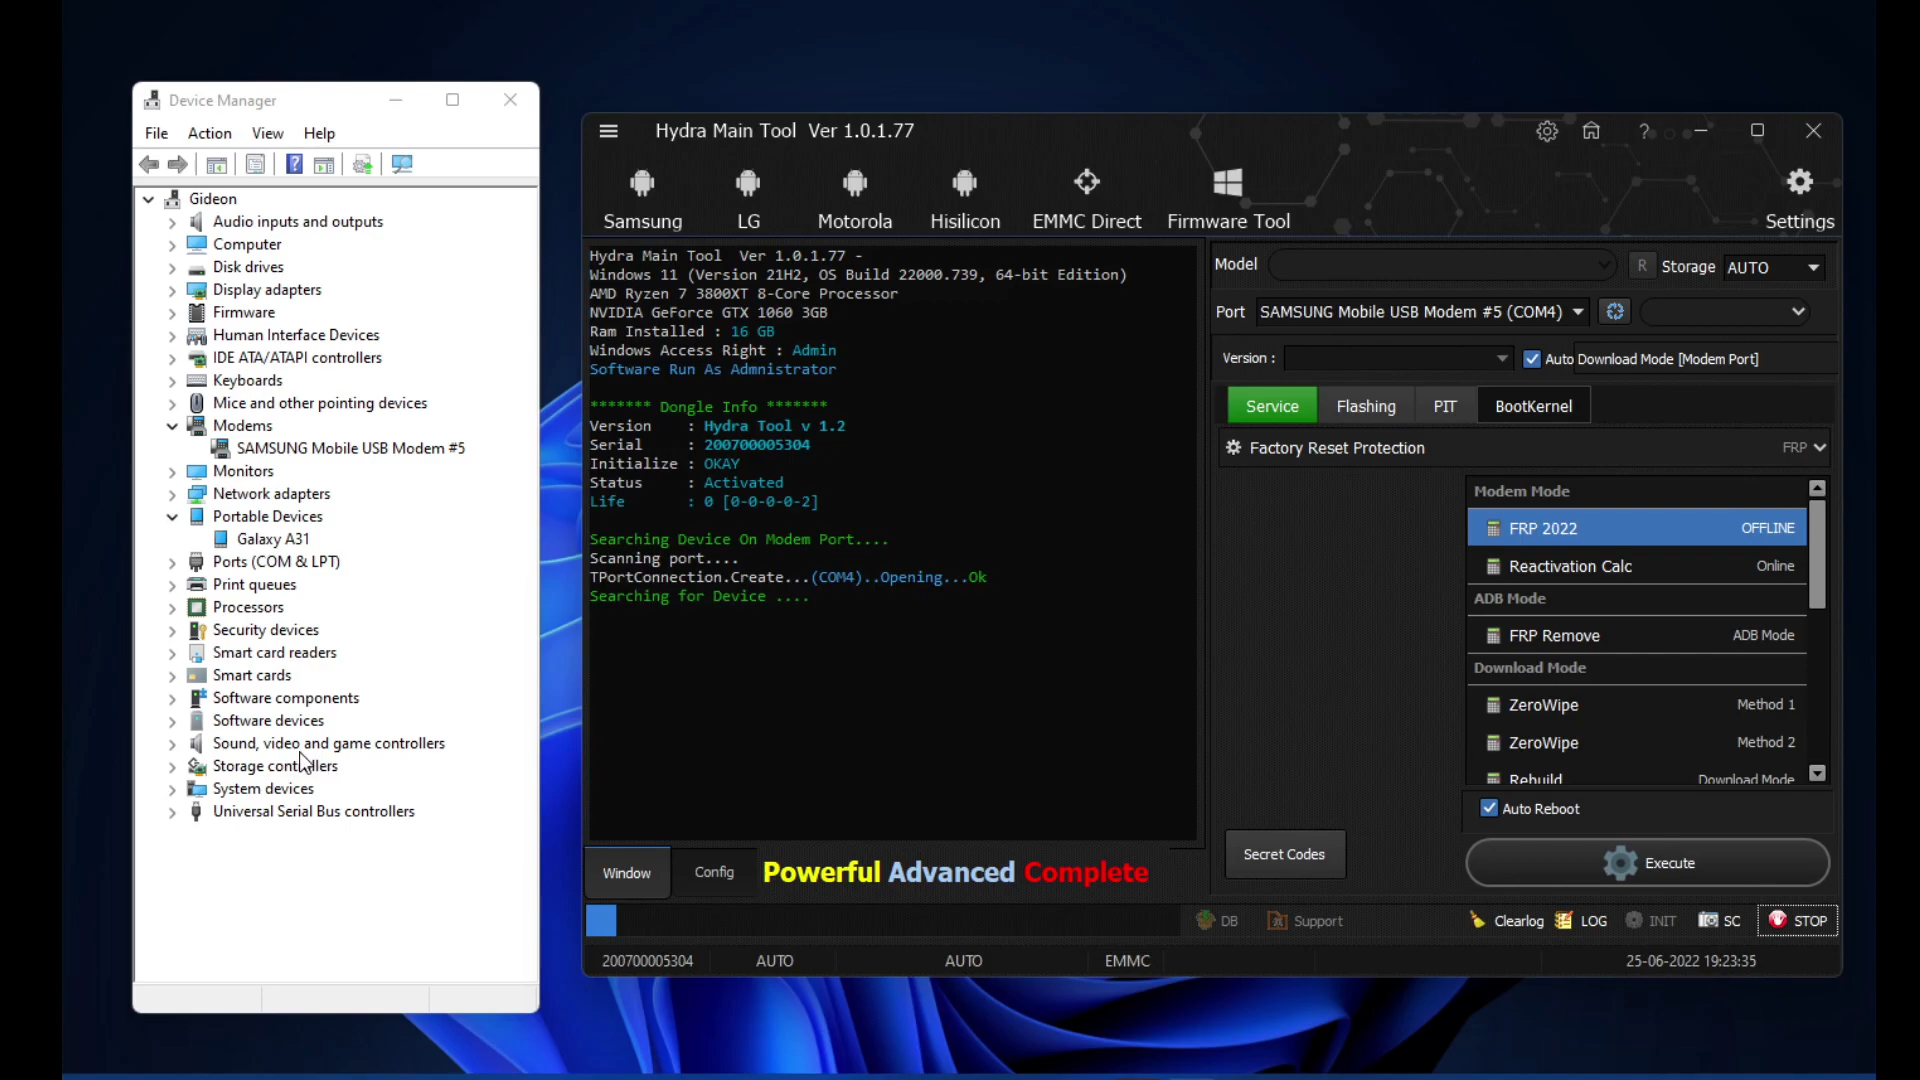 Device Manager
File Action View Help
Gideon
Audio inputs and outputs
Computer
Disk drives
Display adapters
Firmware
Human Interface Devices
IDE ATA/ATAPI controllers
Keyboards
Mice and other pointing devices
Modems
SAMSUNG Mobile USB Modem #5
Monitors
Network adapters
Portable Devices
Galaxy A31
Ports (COM & LPT)
Print queues
Processors
Security devices
Smart card readers
Smart cards
Software components
Software devices
Sound, video and game controllers
Storage controllers
System devices
Universal Serial Bus controllers
Hydra Main Tool Ver 1.0.1.77
?
Samsung LG Motorola Hisilicon EMMC Direct Firmware Tool Settings
Hydra Main Tool Ver 1.0.1.77 -
Windows 11 (Version 21H2, OS Build 22000.739, 64-bit Edition)
AMD Ryzen 7 3800XT 8-Core Processor
NVIDIA GeForce GTX 1060 3GB
Ram Installed : 16 GB
Windows Access Right : Admin
Software Run As Admnistrator
******* Dongle Info *******
Version : Hydra Tool v 1.2
Serial : 200700005304
Initialize : OKAY
Status : Activated
Life : 0 [0-0-0-0-2]
Searching Device On Modem Port....
Scanning port....
TPortConnection.Create...(COM4)..Opening...Ok
Searching for Device ....
Model R Storage AUTO
Port SAMSUNG Mobile USB Modem #5 (COM4)
Version : Auto Download Mode [Modem Port]
Service Flashing PIT BootKernel
Factory Reset Protection FRP
Modem Mode
FRP 2022 OFFLINE
Reactivation Calc Online
ADB Mode
FRP Remove ADB Mode
Download Mode
ZeroWipe Method 1
ZeroWipe Method 2
Rebuild Download Mode
Auto Reboot
Secret Codes Execute
Window Config Powerful Advanced Complete
DB Support Clearlog LOG INIT SC STOP
200700005304 AUTO AUTO EMMC 25-06-2022 19:23:35